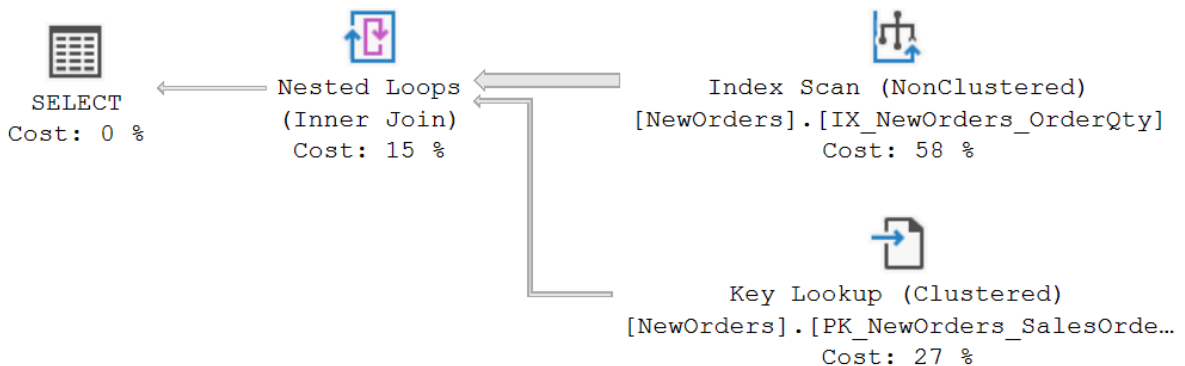 SELECT
Cost: 0 %
Nested Loops
(Inner Join)
Cost: 15 %
Index Scan (NonClustered)
[NewOrders].[IX_NewOrders_OrderQty]
Cost: 58 %
Key Lookup (Clustered)
[NewOrders].[PK_NewOrders_SalesOrde…
Cost: 27 %